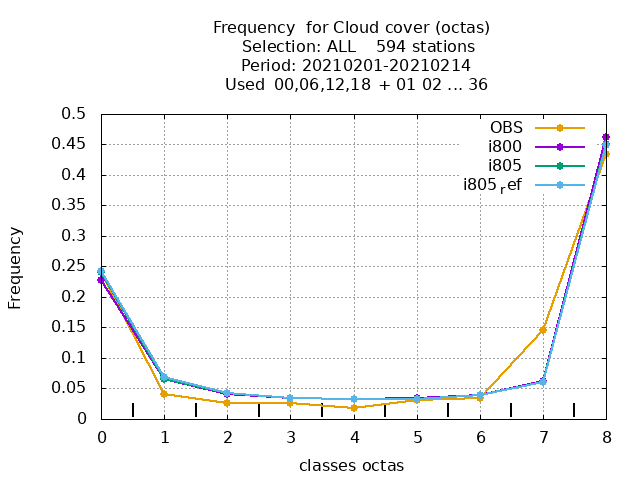 Frequency  for Cloud cover (octas)
Selection: ALL    594 stations
Period: 20210201-20210214
Used  00,06,12,18  + 01 02 ... 36
0.5
0.45
0.4
0.35
0.3
0.25
0.2
0.15
0.1
0.05
0
OBS
i800
i805
i805ref
Frequency
0 1 2 3 4 5 6 7 8
classes octas